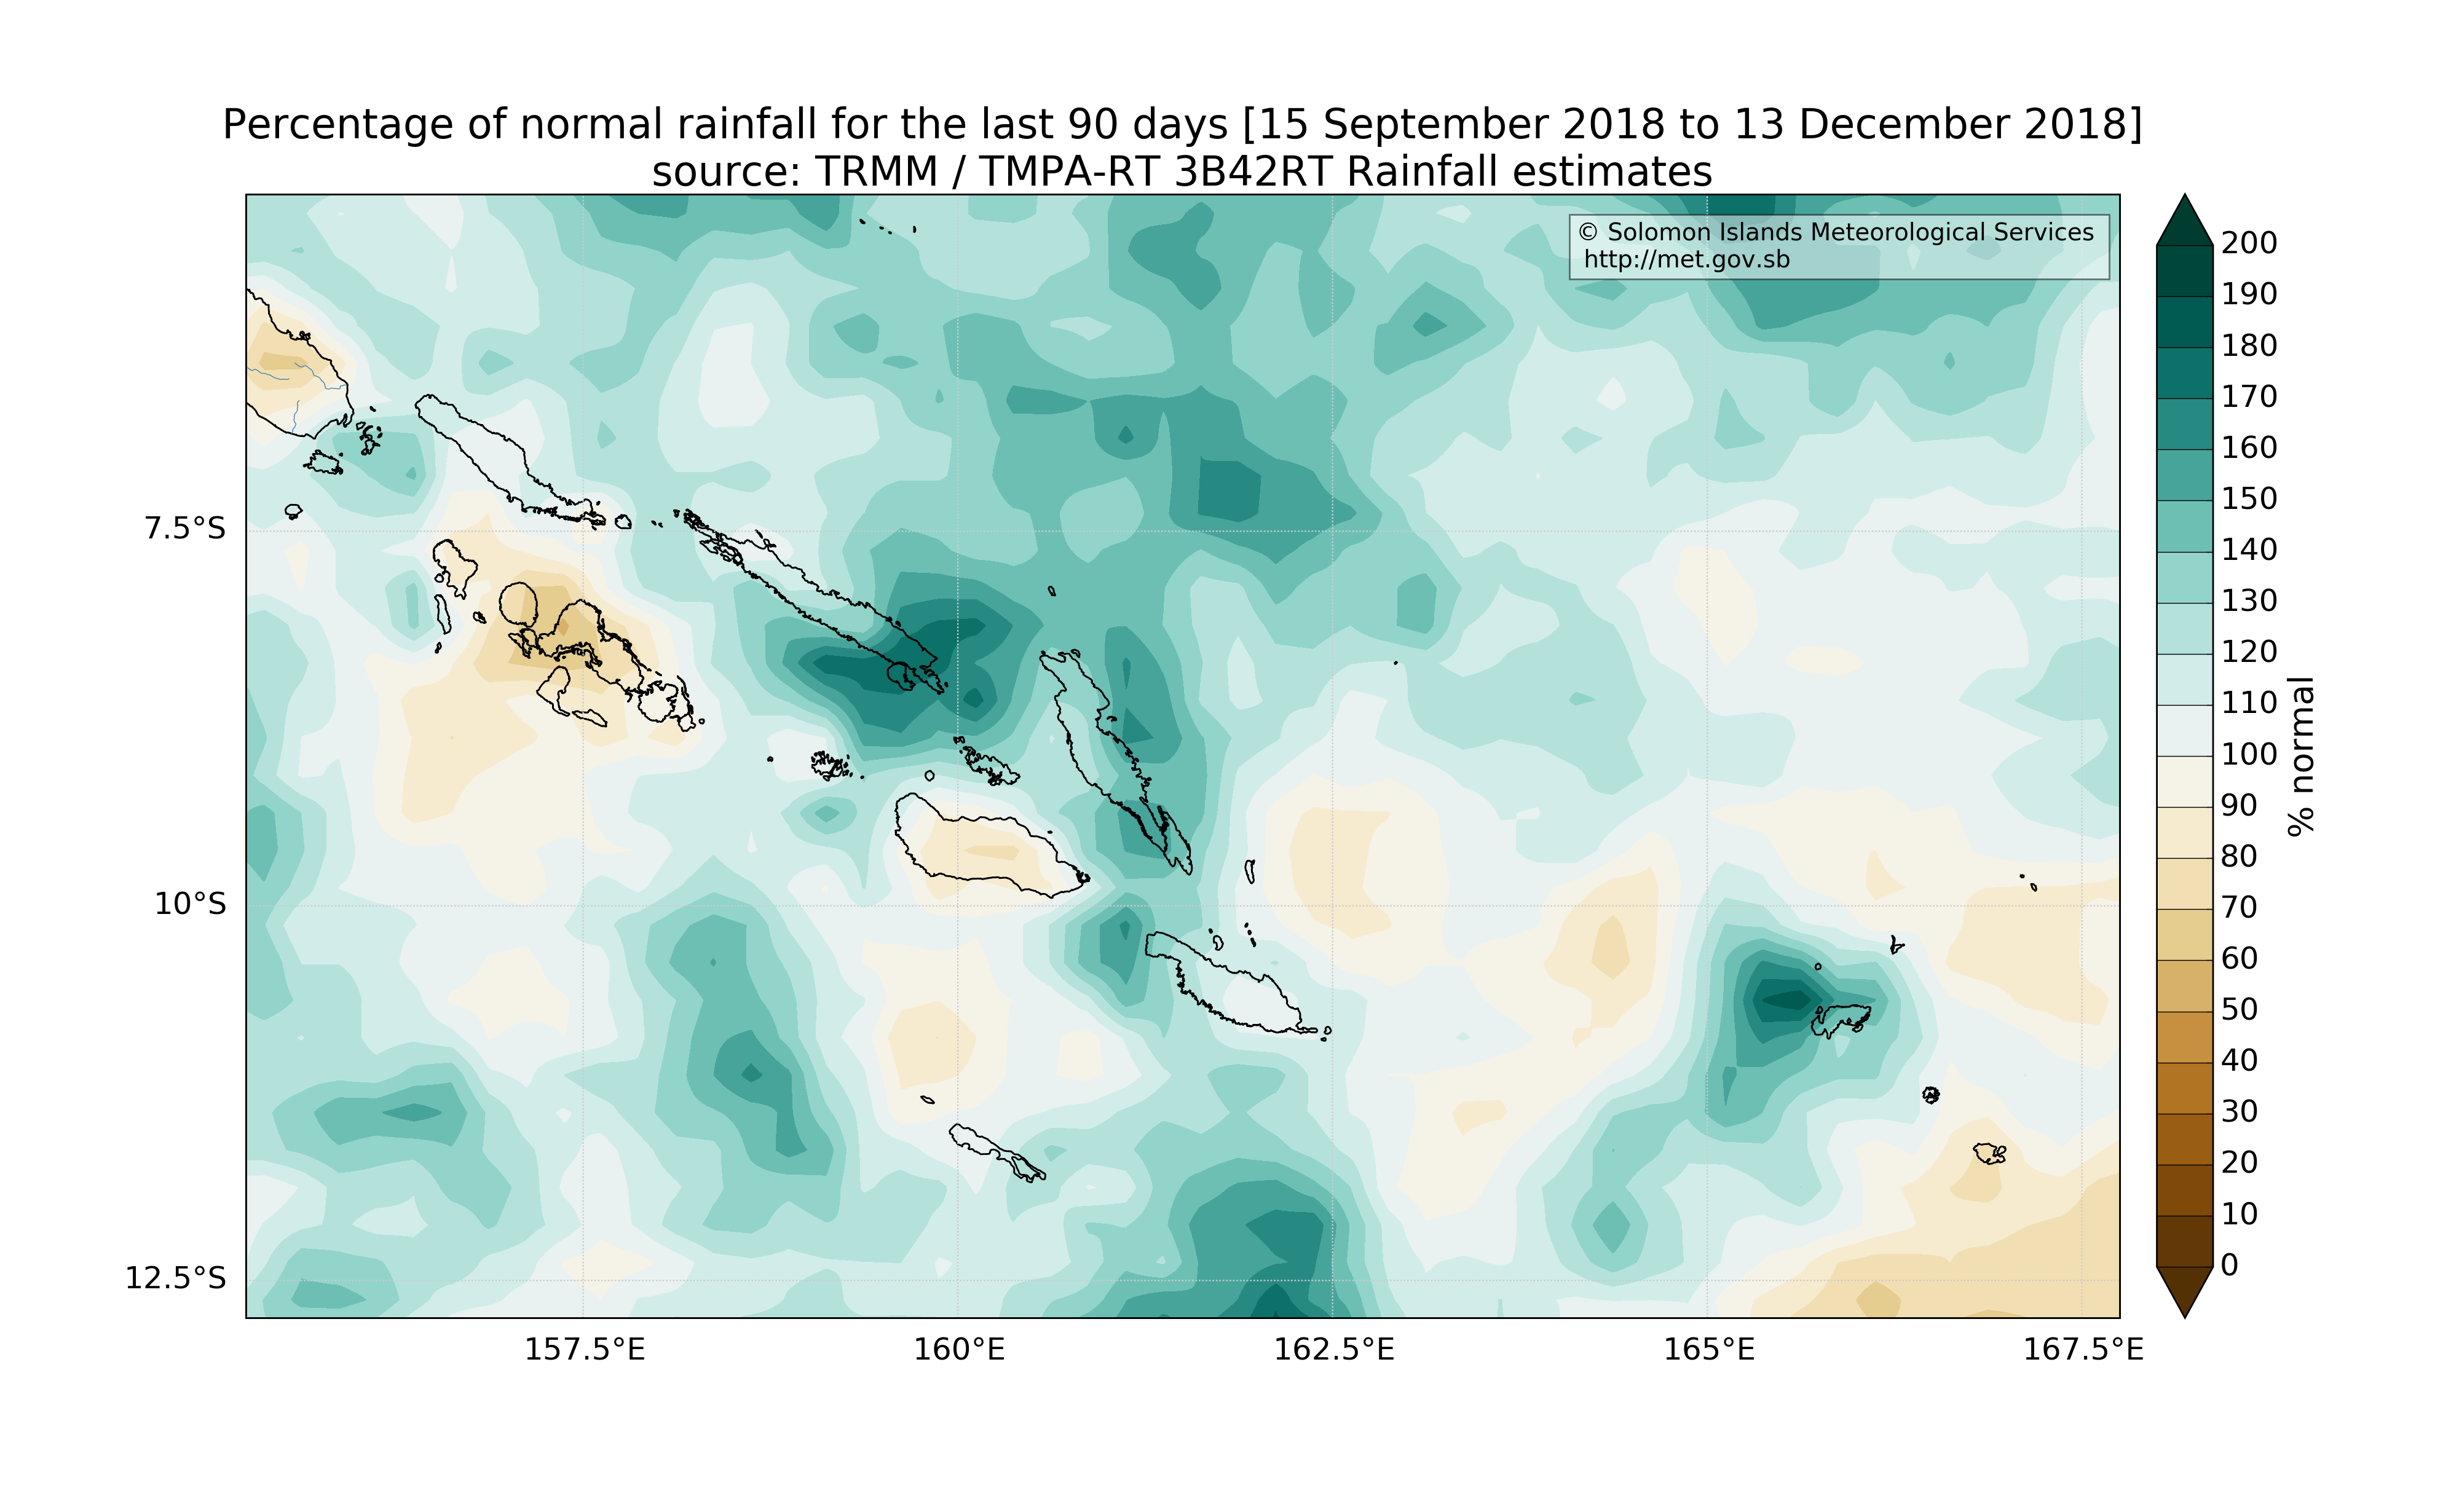 Percentage of normal rainfall for the last 90 days [15 September 2018 to 13 December 2018]
source: TRMM / TMPA-RT 3B42RT Rainfall estimates
© Solomon Islands Meteorological Services
http://met.gov.sb
7.5°S
10°S
12.5°S
157.5°E
160°E
162.5°E
165°E
167.5°E
200
190
180
170
160
150
140
130
120
110
100
90
80
70
60
50
40
30
20
10
0
% normal